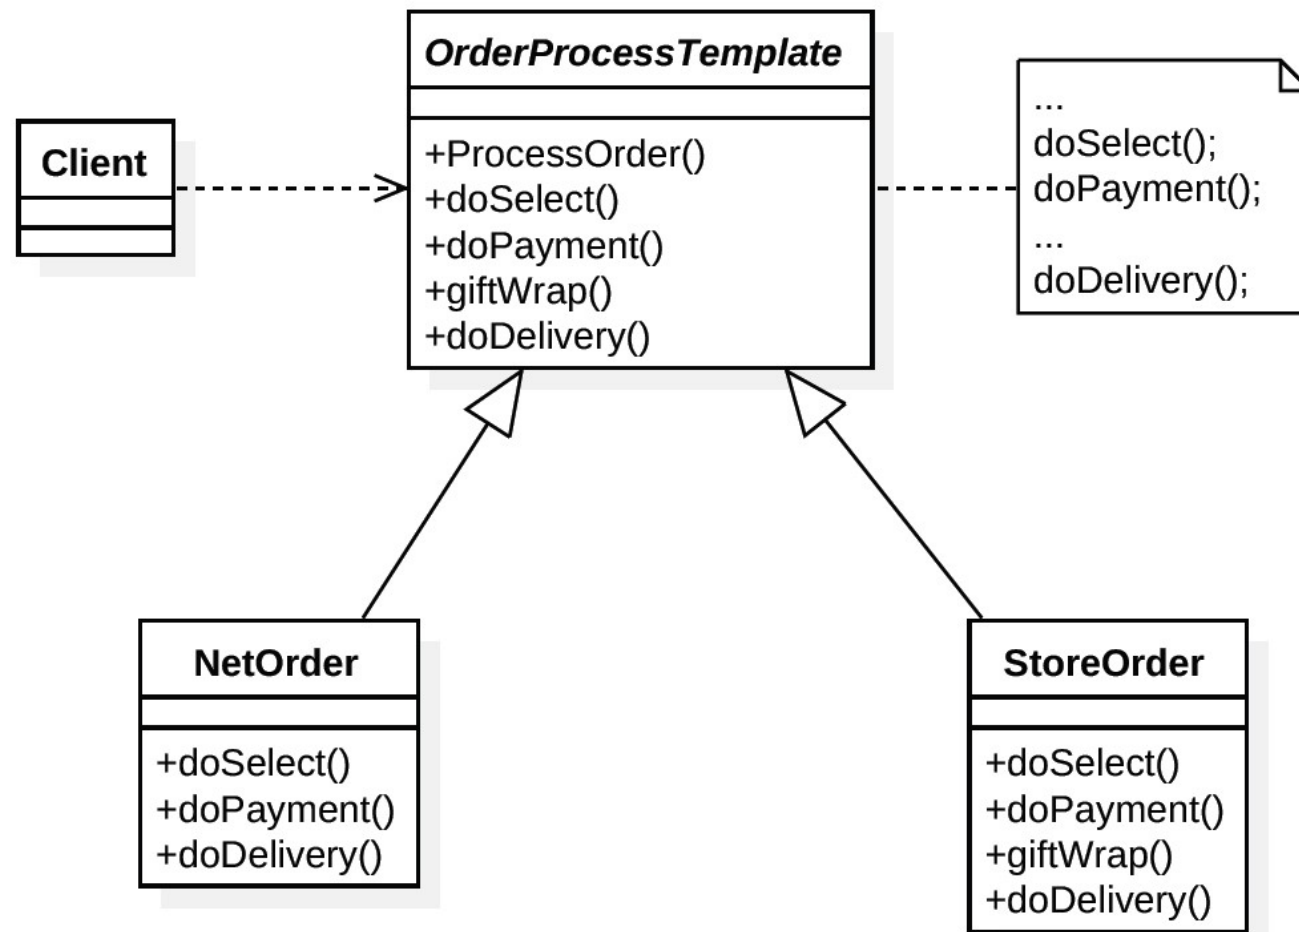 OrderProcessTemplate
+ProcessOrder()
+doSelect()
+doPayment()
+giftWrap()
+doDelivery()
Client
...
doSelect();
doPayment();
...
doDelivery();
NetOrder
+doSelect()
+doPayment()
+doDelivery()
StoreOrder
+doSelect()
+doPayment()
+giftWrap()
+doDelivery()